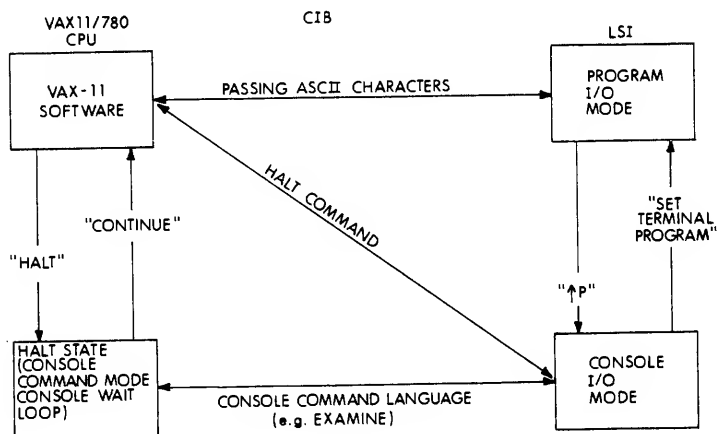 VAX11/780
CPU
CIB
LSI
VAX-11
SOFTWARE
PASSING ASCII CHARACTERS
PROGRAM
I/O
MODE
HALT COMMAND
"CONTINUE"
"HALT"
"SET
TERMINAL
PROGRAM"
"↑P"
HALT STATE
(CONSOLE
COMMAND MODE
CONSOLE WAIT
LOOP)
CONSOLE COMMAND LANGUAGE
(e.g. EXAMINE)
CONSOLE
I/O
MODE